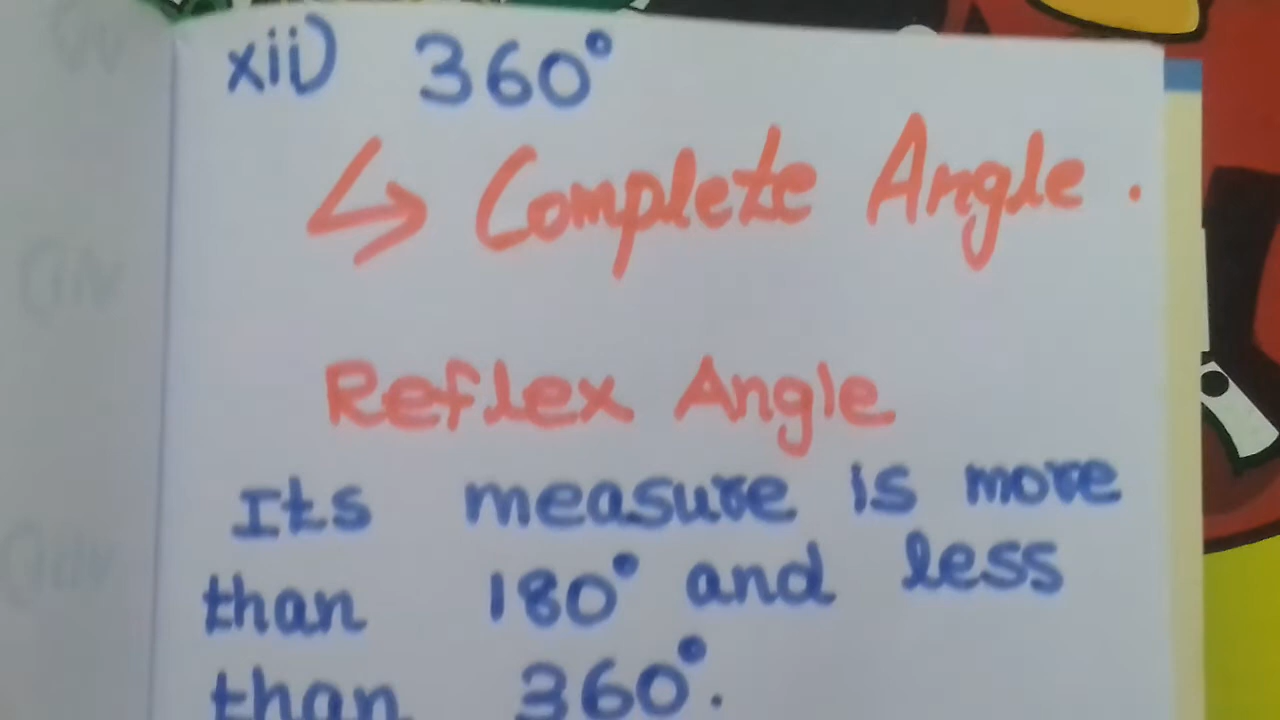 xii) 360°
↳ Complete Angle.
Reflex Angle
Its measure is more
than 180° and less
than 360°.